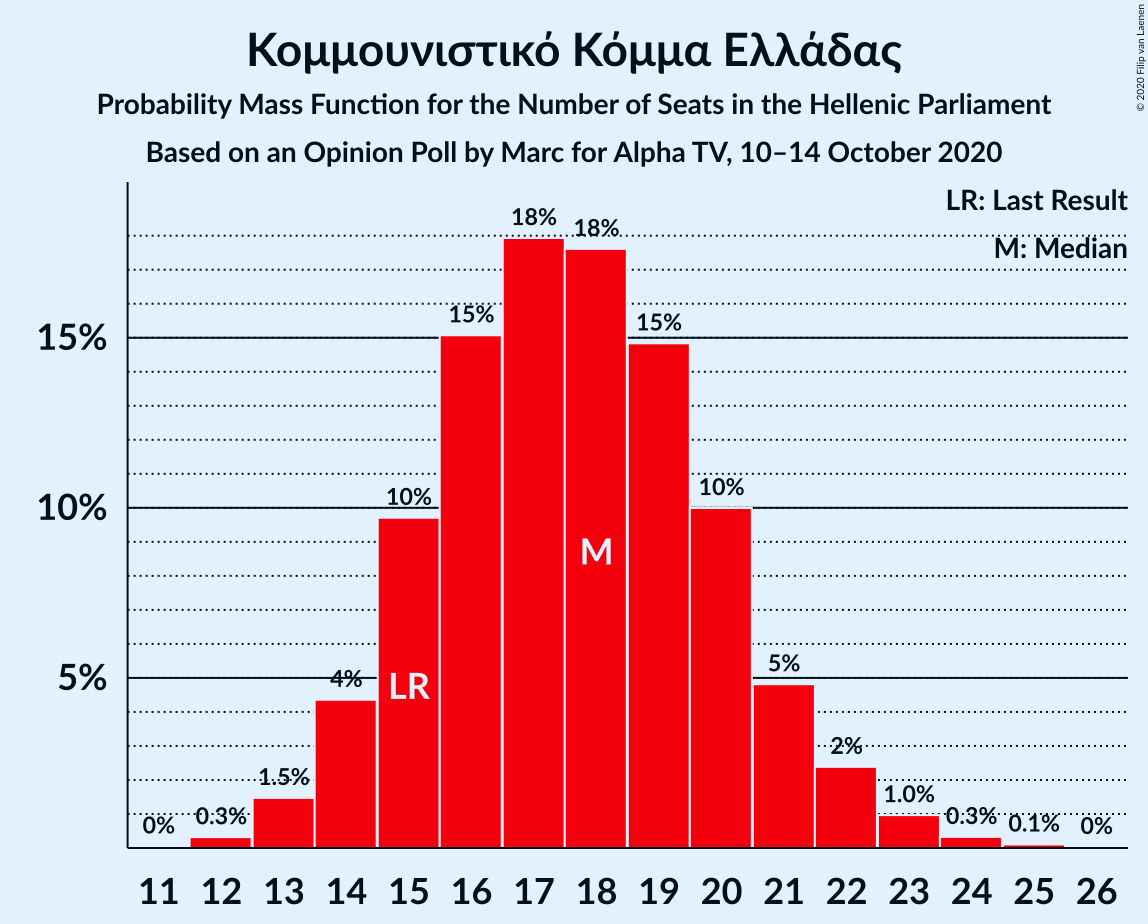 Κομμουνιστικό Κόμμα Ελλάδας
Probability Mass Function for the Number of Seats in the Hellenic Parliament
Based on an Opinion Poll by Marc for Alpha TV, 10–14 October 2020
© 2020 Filip van Laenen
LR: Last Result
M: Median
15%
10%
5%
0%
0.3%
1.5%
4%
10%
15%
18%
18%
15%
10%
5%
2%
1.0%
0.3%
0.1%
0%
LR
M
11 12 13 14 15 16 17 18 19 20 21 22 23 24 25 26